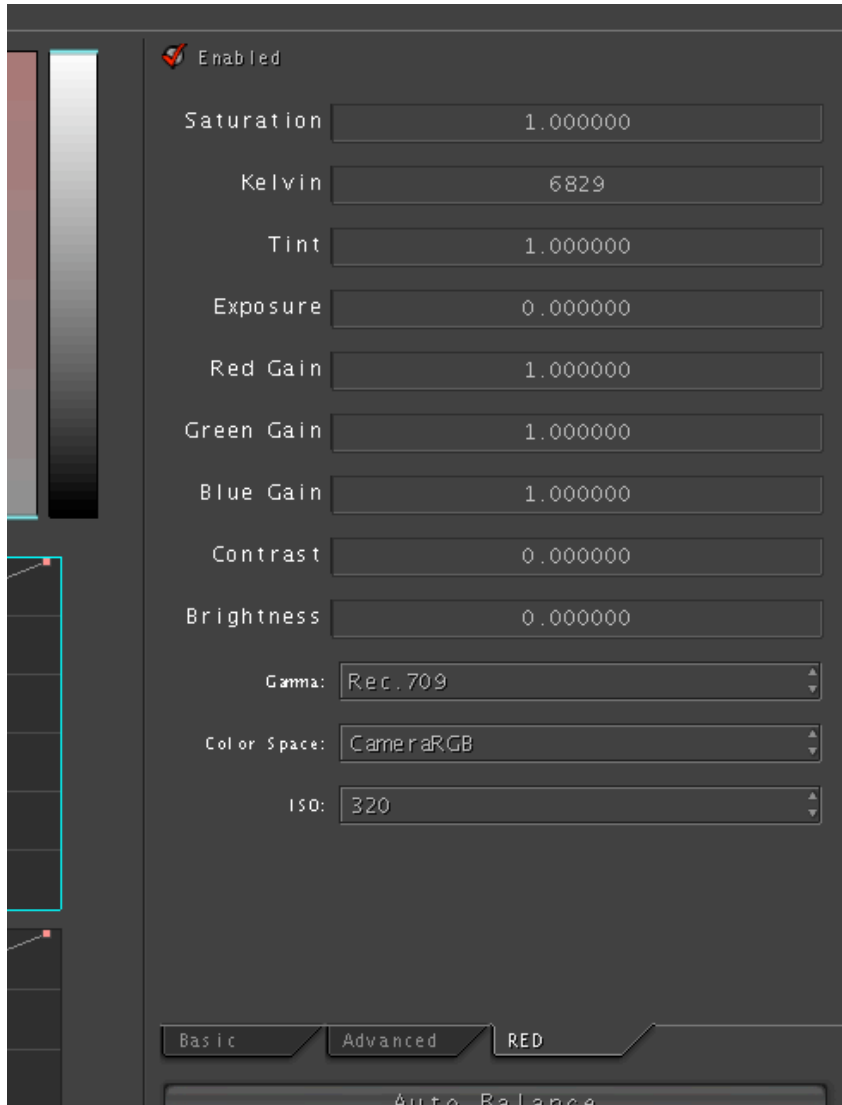 Enabled
Saturation 1.000000
Kelvin 6829
Tint 1.000000
Exposure 0.000000
Red Gain 1.000000
Green Gain 1.000000
Blue Gain 1.000000
Contrast 0.000000
Brightness 0.000000
Gamma: Rec.709
Color Space: CameraRGB
ISO: 320
Basic Advanced RED
Auto Balance